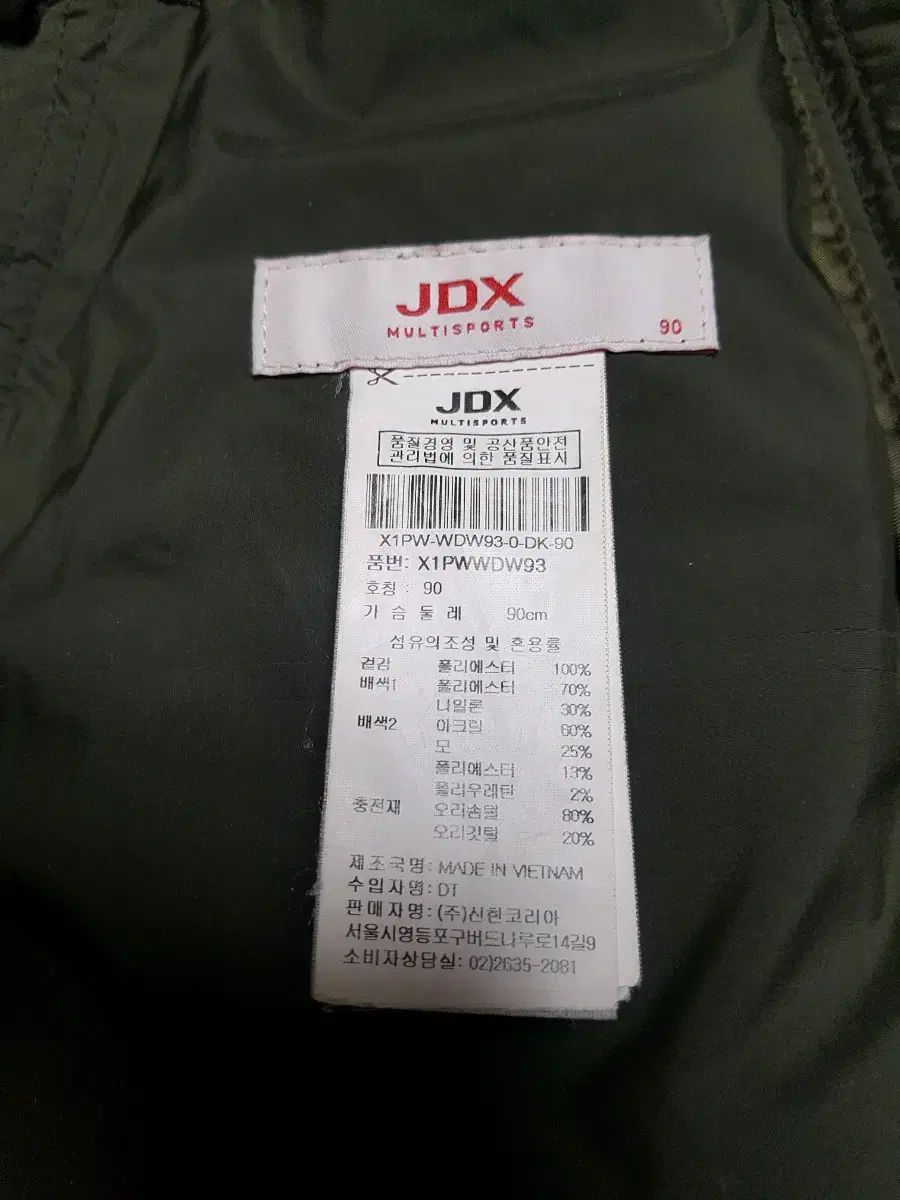 JDX
MULTISPORTS
90
JDX
MULTISPORTS
품질경영 및 공산품안전
관리법에 의한 품질표시
X1PW-WDW93-0-DK-90
품번: X1PWWDW93
호칭 : 90
가 슴 둘 레 90cm
섬유의조성 및 혼용률
겉감 폴리에스터 100%
배색1 폴리에스터 70%
나일론 30%
배색2 아크릴 60%
모 25%
폴리에스터 13%
폴리우레탄 2%
충전재 오리솜털 80%
오리깃털 20%
제조국명: MADE IN VIETNAM
수입자명: DT
판매자명: (주)신한코리아
서울시영등포구버드나루로14길9
소비자상담실: 02)2635-2081